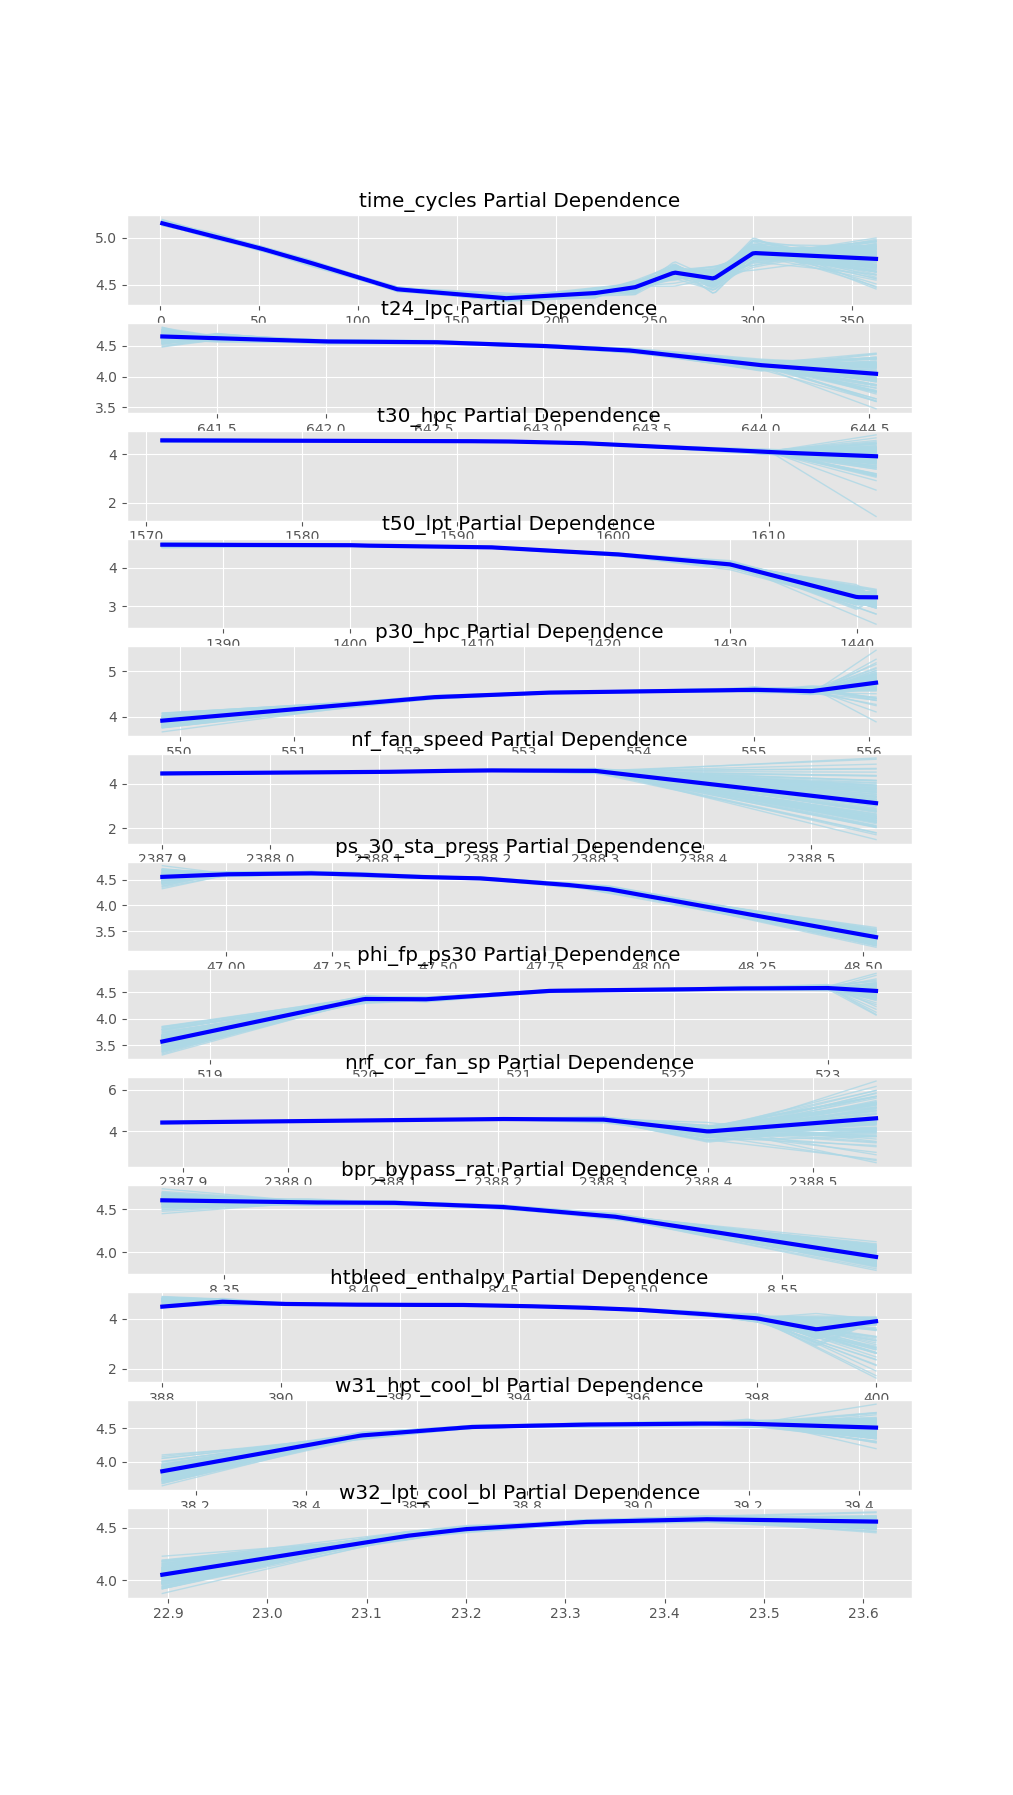 time_cycles Partial Dependence
5.0
4.5
0 50 100 150 200 250 300 350
t24_lpc Partial Dependence
4.5
4.0
3.5
641.5 642.0 642.5 643.0 643.5 644.0 644.5
t30_hpc Partial Dependence
4
2
1570 1580 1590 1600 1610
t50_lpt Partial Dependence
4
3
1390 1400 1410 1420 1430 1440
p30_hpc Partial Dependence
5
4
550 551 552 553 554 555 556
nf_fan_speed Partial Dependence
4
2
2387.9 2388.0 2388.1 2388.2 2388.3 2388.4 2388.5
ps_30_sta_press Partial Dependence
4.5
4.0
3.5
47.00 47.25 47.50 47.75 48.00 48.25 48.50
phi_fp_ps30 Partial Dependence
4.5
4.0
3.5
519 520 521 522 523
nrf_cor_fan_sp Partial Dependence
6
4
2387.9 2388.0 2388.1 2388.2 2388.3 2388.4 2388.5
bpr_bypass_rat Partial Dependence
4.5
4.0
8.35 8.40 8.45 8.50 8.55
htbleed_enthalpy Partial Dependence
4
2
388 390 392 394 396 398 400
w31_hpt_cool_bl Partial Dependence
4.5
4.0
38.2 38.4 38.6 38.8 39.0 39.2 39.4
w32_lpt_cool_bl Partial Dependence
4.5
4.0
22.9 23.0 23.1 23.2 23.3 23.4 23.5 23.6